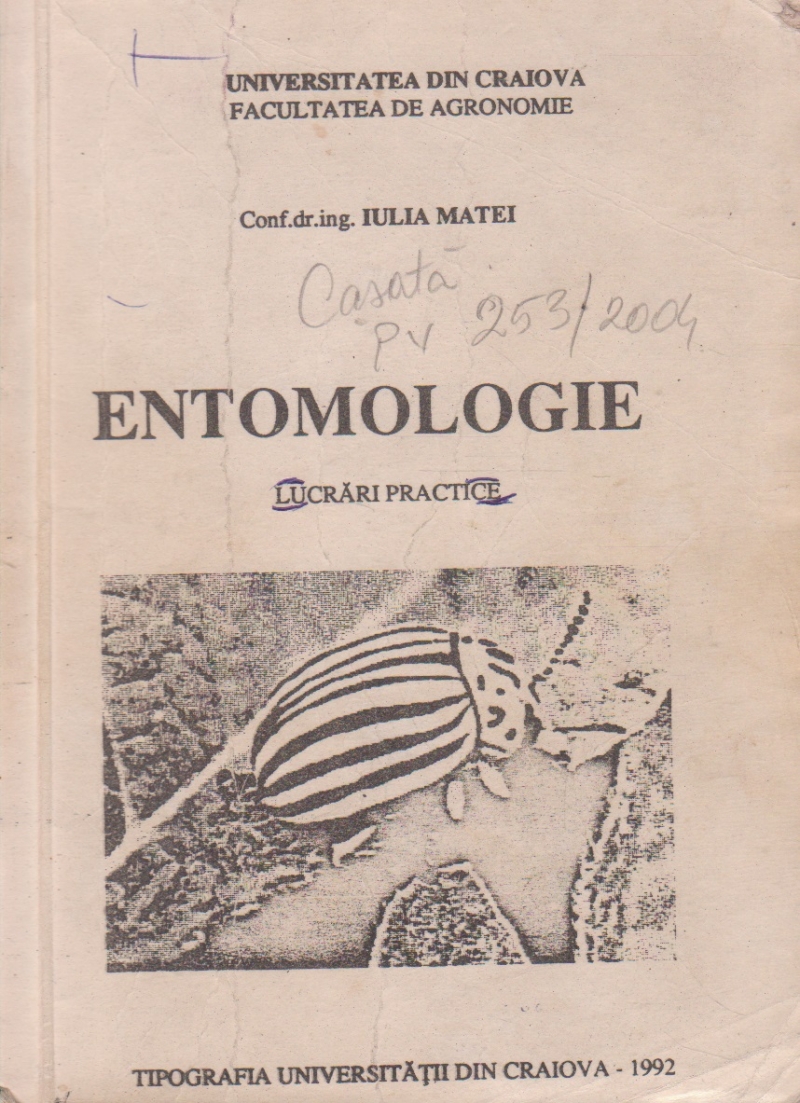 UNIVERSITATEA DIN CRAIOVA
FACULTATEA DE AGRONOMIE
Conf.dr.ing. IULIA MATEI
Casată
pv 253/2004
ENTOMOLOGIE
LUCRĂRI PRACTICE
TIPOGRAFIA UNIVERSITĂŢII DIN CRAIOVA - 1992